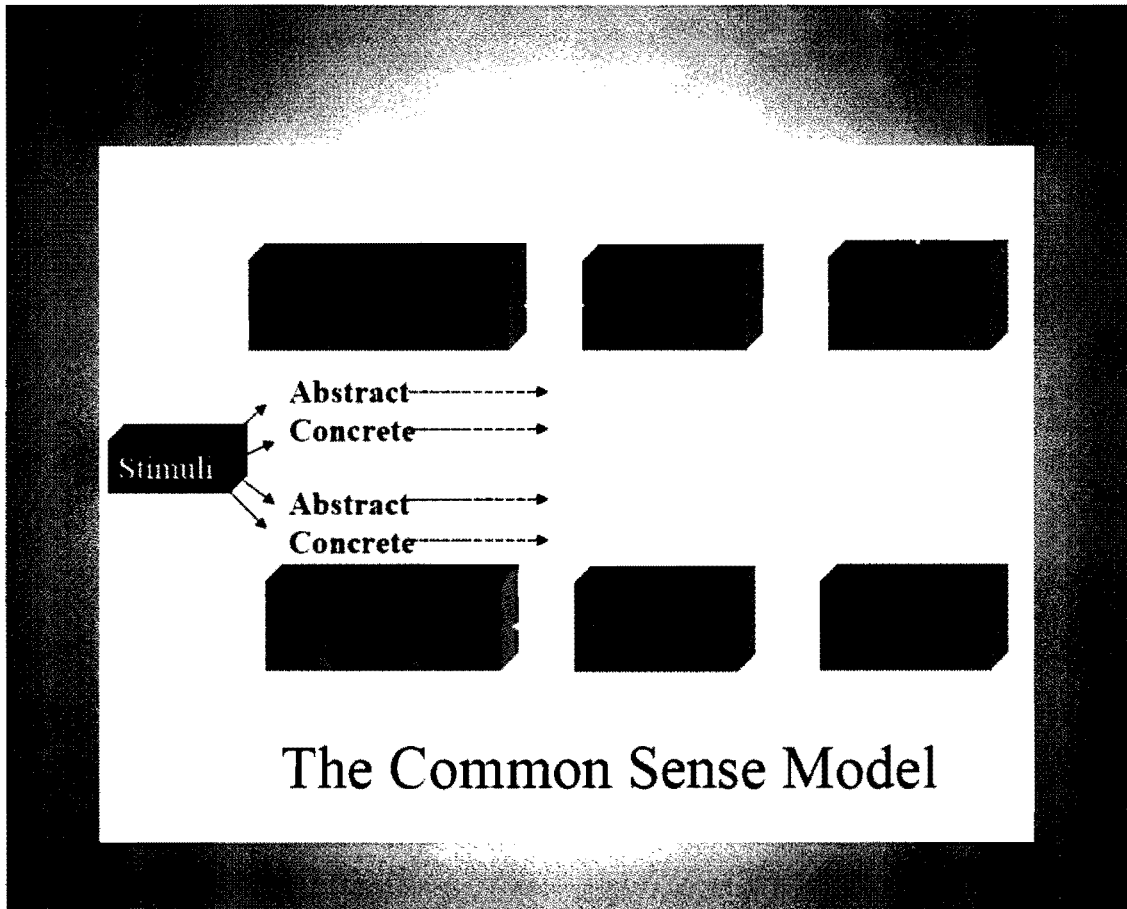 Abstract
Concrete
Stimuli
Abstract
Concrete
The Common Sense Model